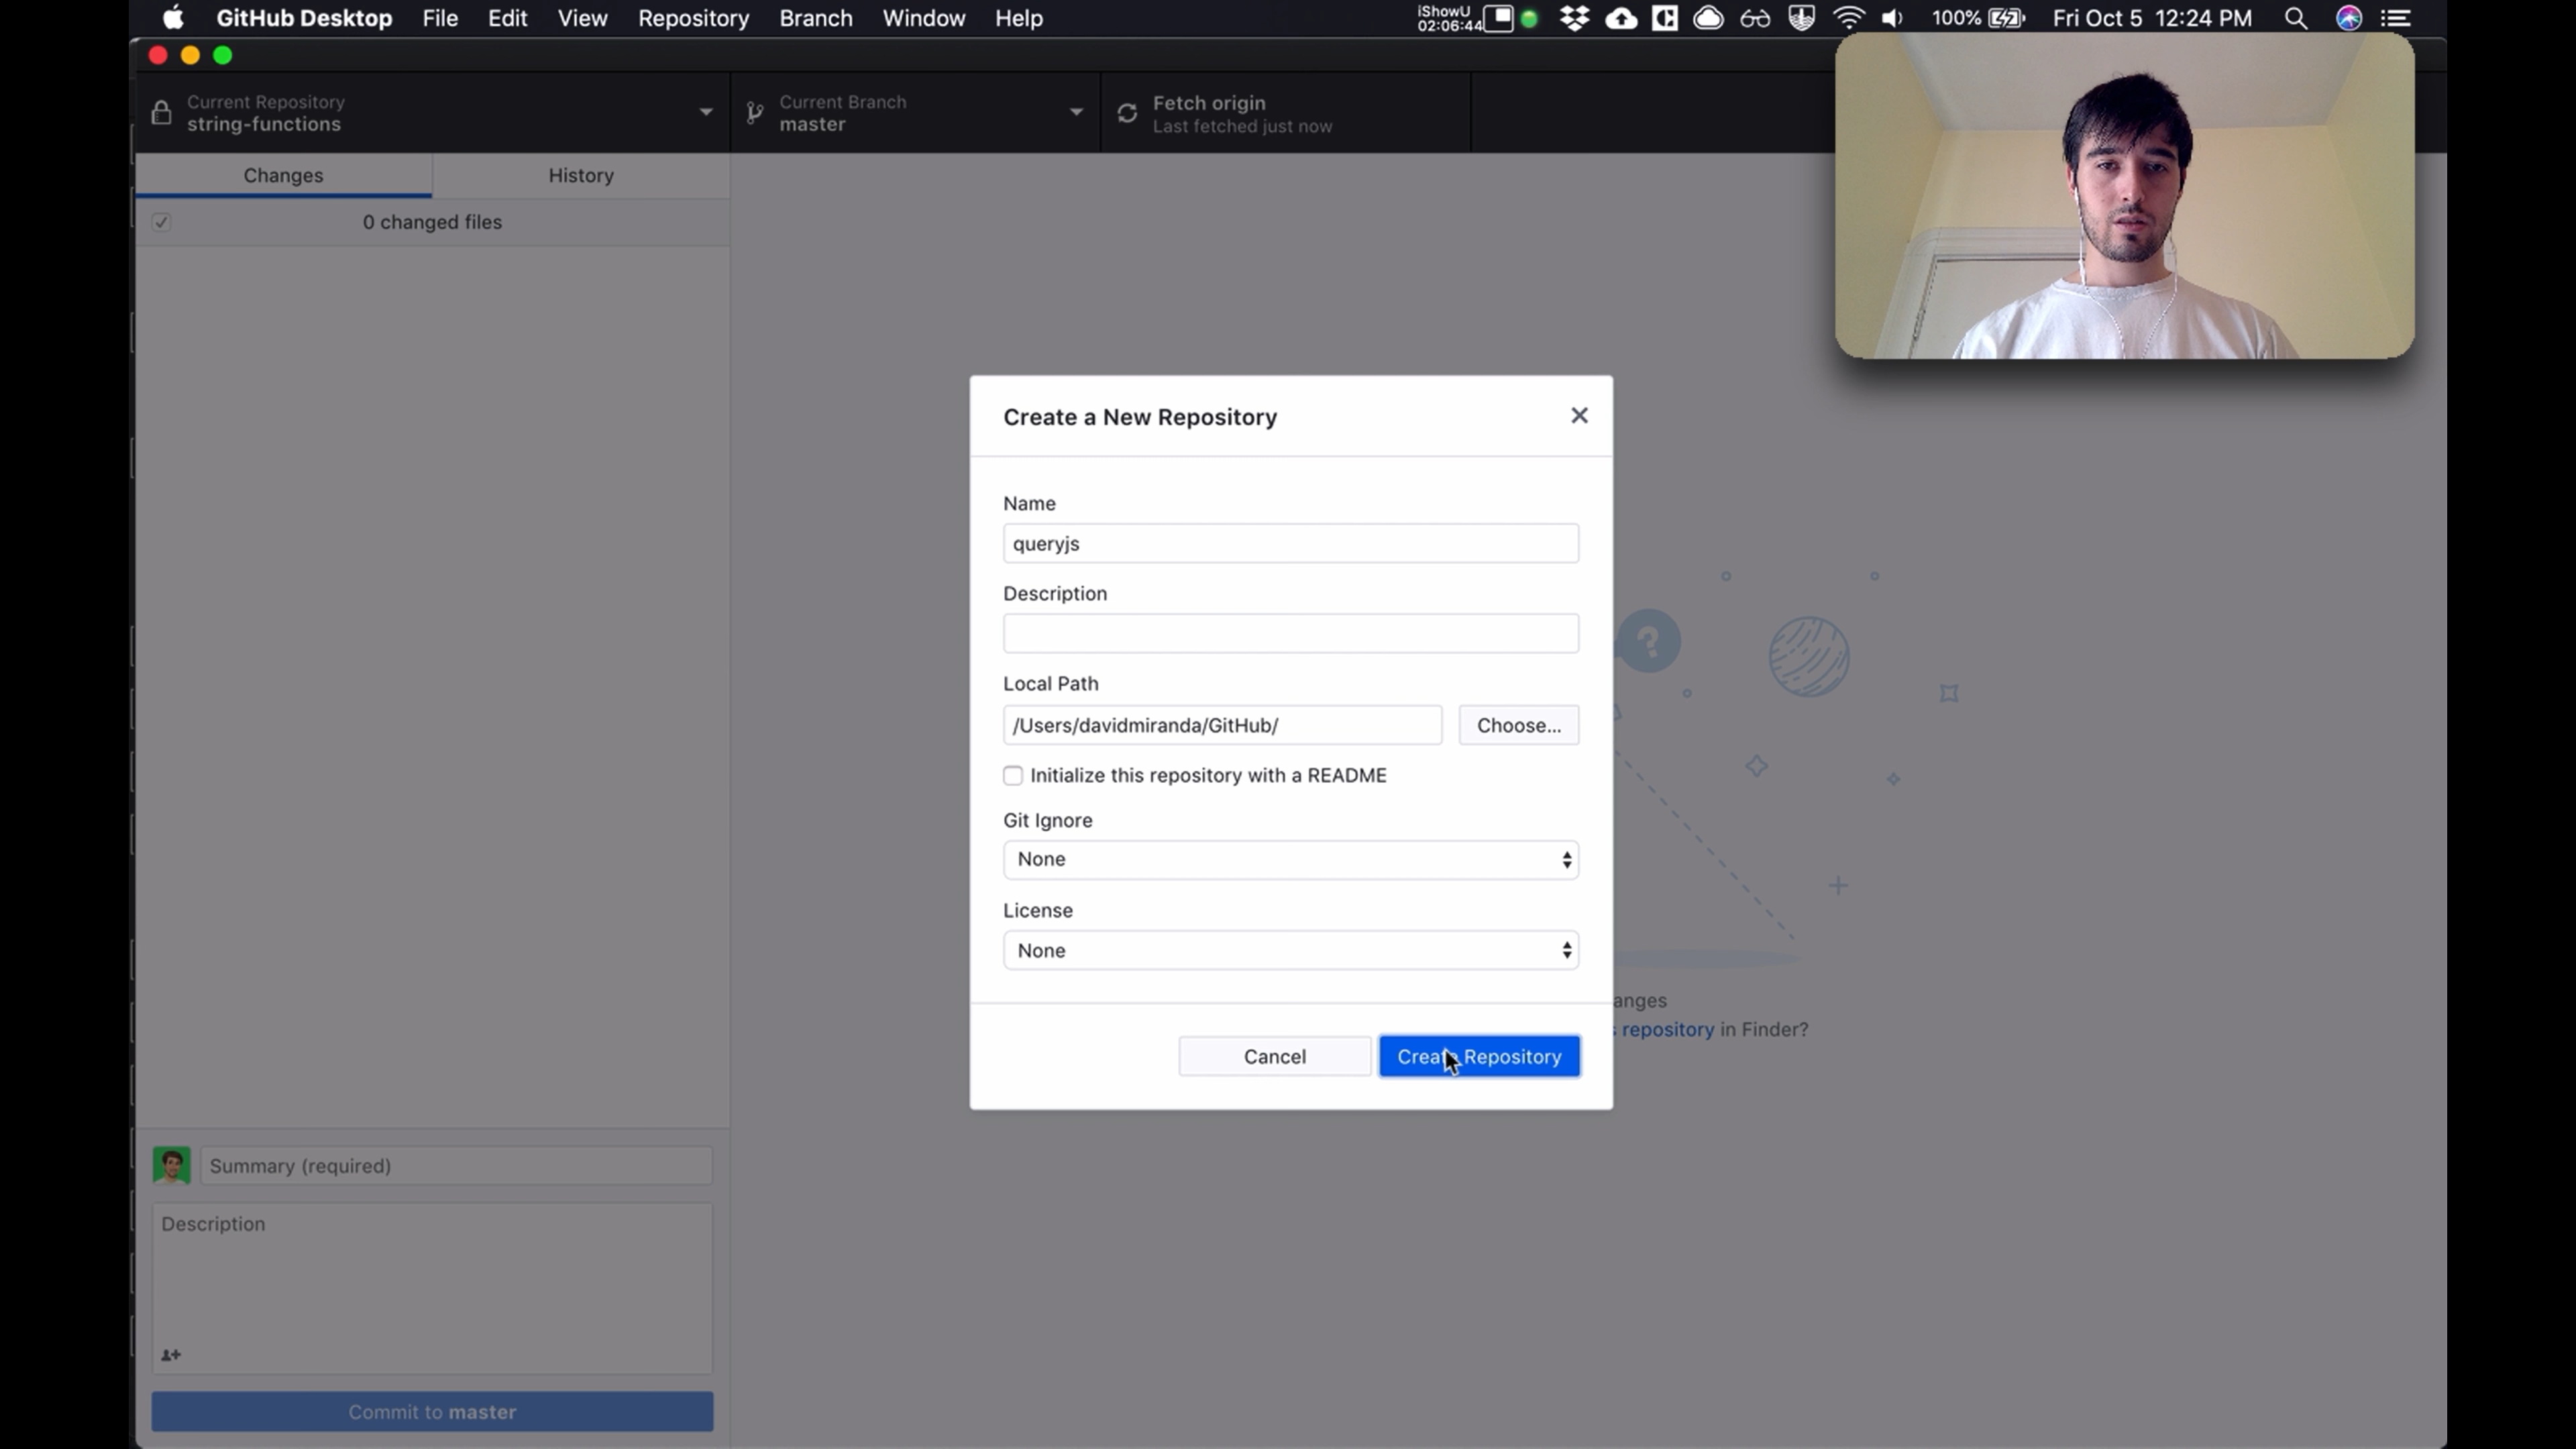 GitHub Desktop File Edit View Repository Branch Window Help iShowU 02:06:44 100% Fri Oct 5 12:24 PM
Current Repository
string-functions
Current Branch
master
Fetch origin
Last fetched just now
Changes History
0 changed files
Create a New Repository
Name
queryjs
Description
Local Path
/Users/davidmiranda/GitHub/ Choose...
Initialize this repository with a README
Git Ignore
None
License
None
Cancel Create Repository
anges
s repository in Finder?
Summary (required)
Description
Commit to master